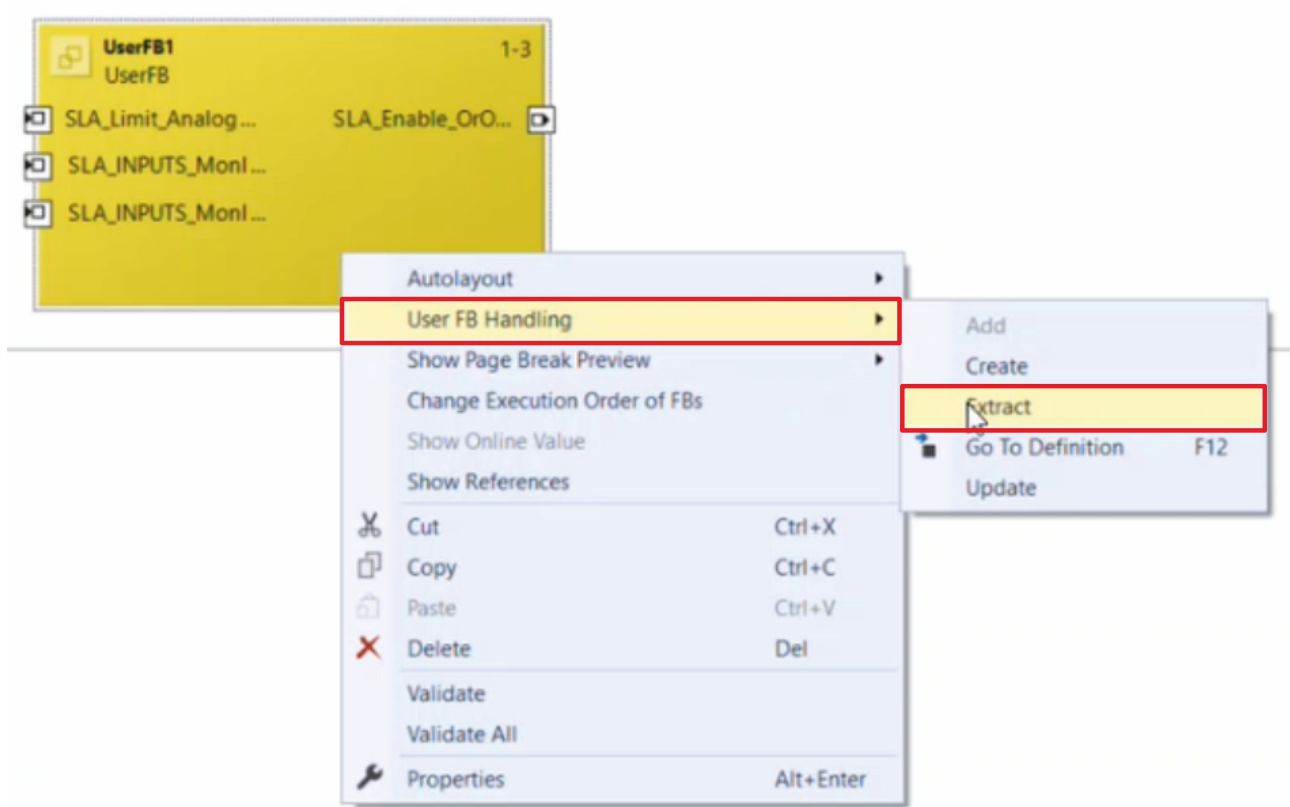 UserFB1 1-3
UserFB
SLA_Limit_Analog... SLA_Enable_OrO...
SLA_INPUTS_MonI...
SLA_INPUTS_MonI...
Autolayout
User FB Handling
Show Page Break Preview
Change Execution Order of FBs
Show Online Value
Show References
Cut Ctrl+X
Copy Ctrl+C
Paste Ctrl+V
Delete Del
Validate
Validate All
Properties Alt+Enter
Add
Create
Extract
Go To Definition F12
Update